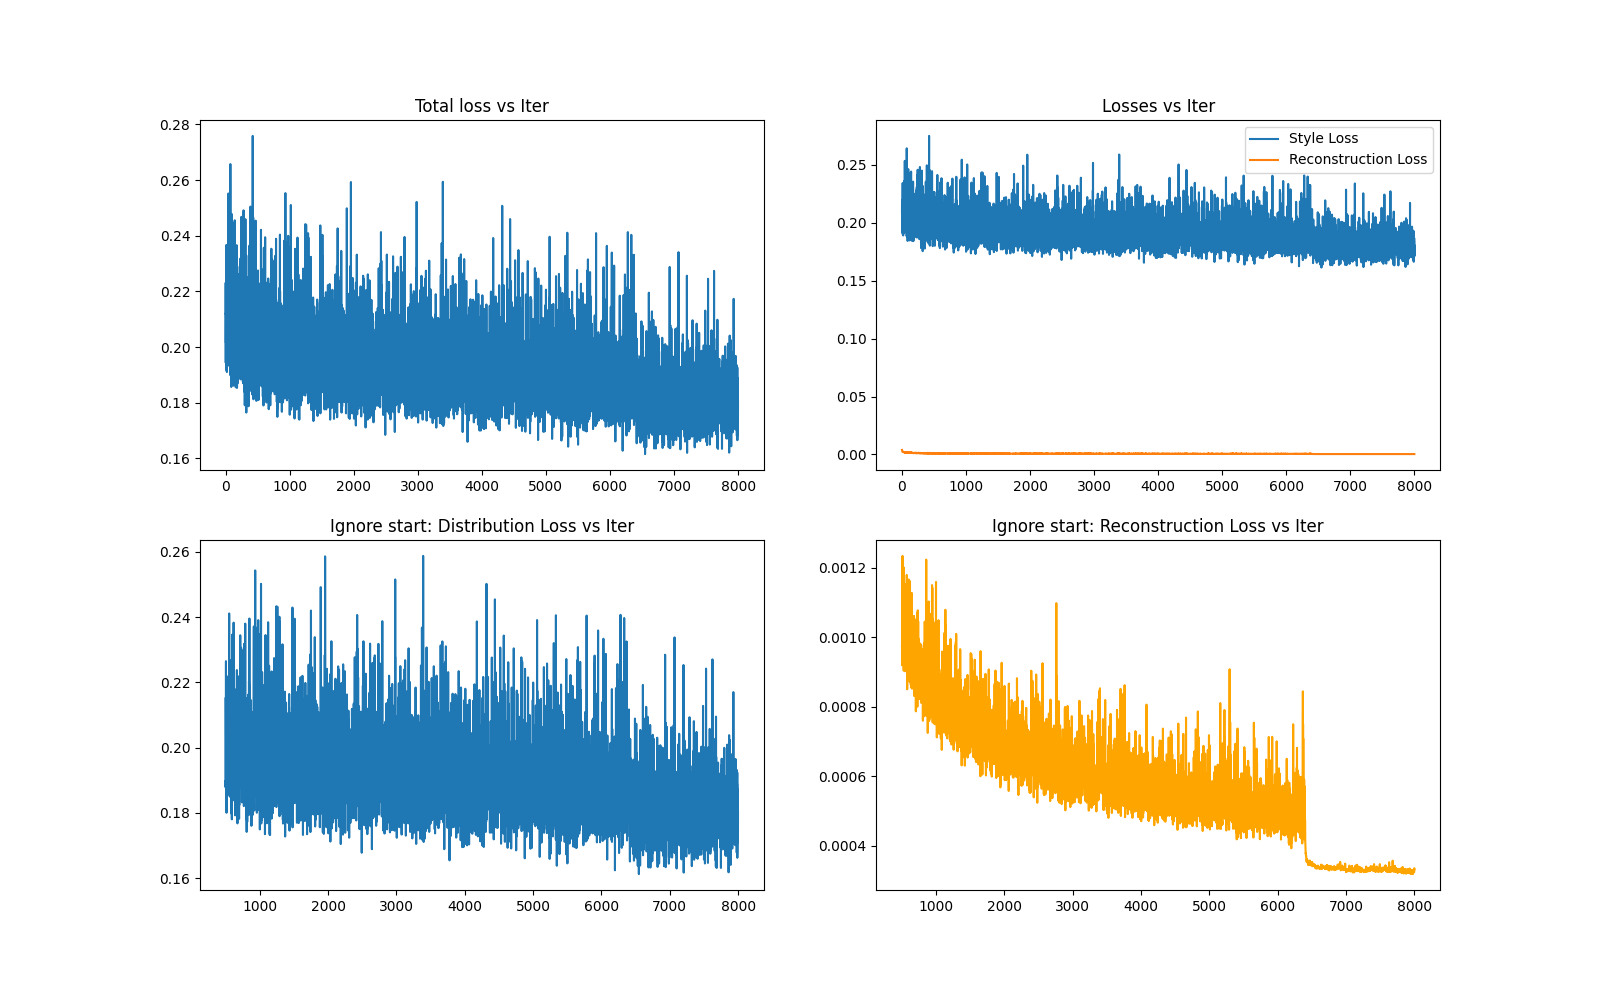 Total loss vs Iter
0.28
0.26
0.24
0.22
0.20
0.18
0.16
0 1000 2000 3000 4000 5000 6000 7000 8000
Losses vs Iter
Style Loss
Reconstruction Loss
0.25
0.20
0.15
0.10
0.05
0.00
0 1000 2000 3000 4000 5000 6000 7000 8000
Ignore start: Distribution Loss vs Iter
0.26
0.24
0.22
0.20
0.18
0.16
1000 2000 3000 4000 5000 6000 7000 8000
Ignore start: Reconstruction Loss vs Iter
0.0012
0.0010
0.0008
0.0006
0.0004
1000 2000 3000 4000 5000 6000 7000 8000